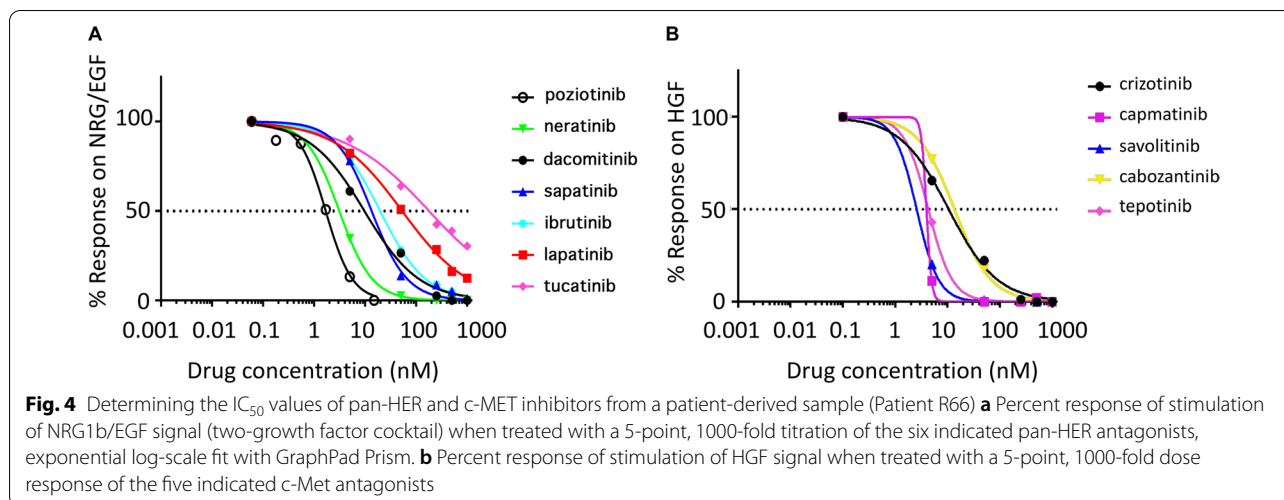 A
% Response on NRG/EGF
100
50
0
0.001 0.01 0.1 1 10 100 1000
Drug concentration (nM)
poziotinib
neratinib
dacomitinib
sapatinib
ibrutinib
lapatinib
tucatinib
B
% Response on HGF
100
50
0
0.001 0.01 0.1 1 10 100 1000
Drug concentration (nM)
crizotinib
capmatinib
savolitinib
cabozantinib
tepotinib
Fig. 4 Determining the IC50 values of pan-HER and c-MET inhibitors from a patient-derived sample (Patient R66) a Percent response of stimulation
of NRG1b/EGF signal (two-growth factor cocktail) when treated with a 5-point, 1000-fold titration of the six indicated pan-HER antagonists,
exponential log-scale fit with GraphPad Prism. b Percent response of stimulation of HGF signal when treated with a 5-point, 1000-fold dose
response of the five indicated c-Met antagonists